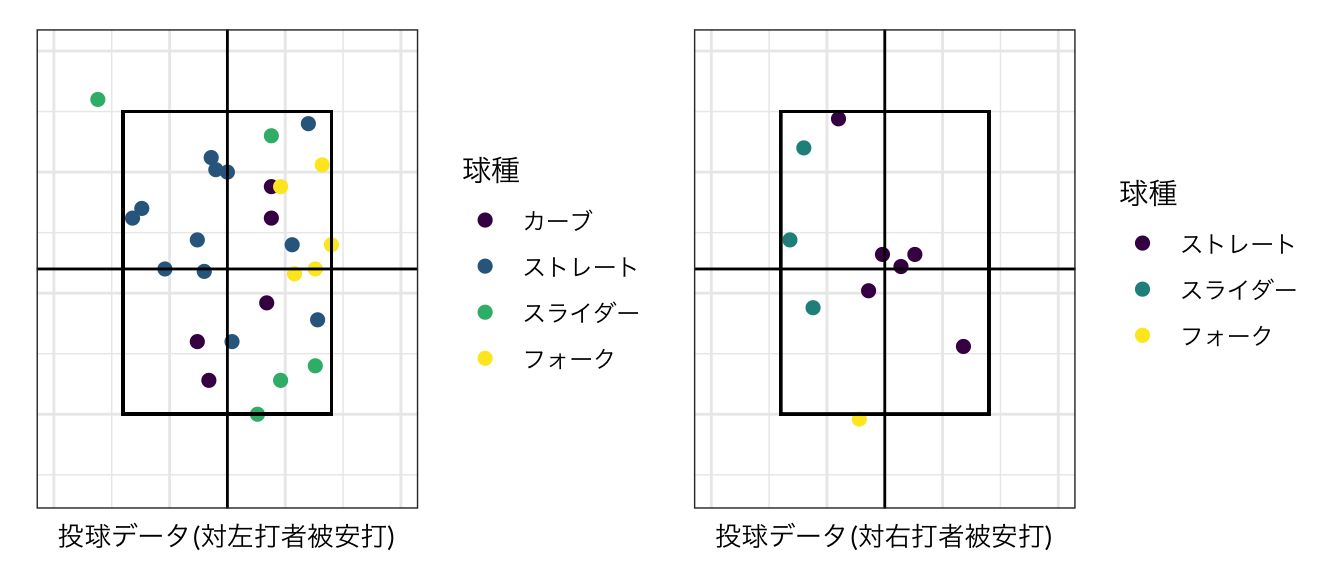 球種
カーブ
ストレート
スライダー
フォーク
投球データ(対左打者被安打)
球種
ストレート
スライダー
フォーク
投球データ(対右打者被安打)